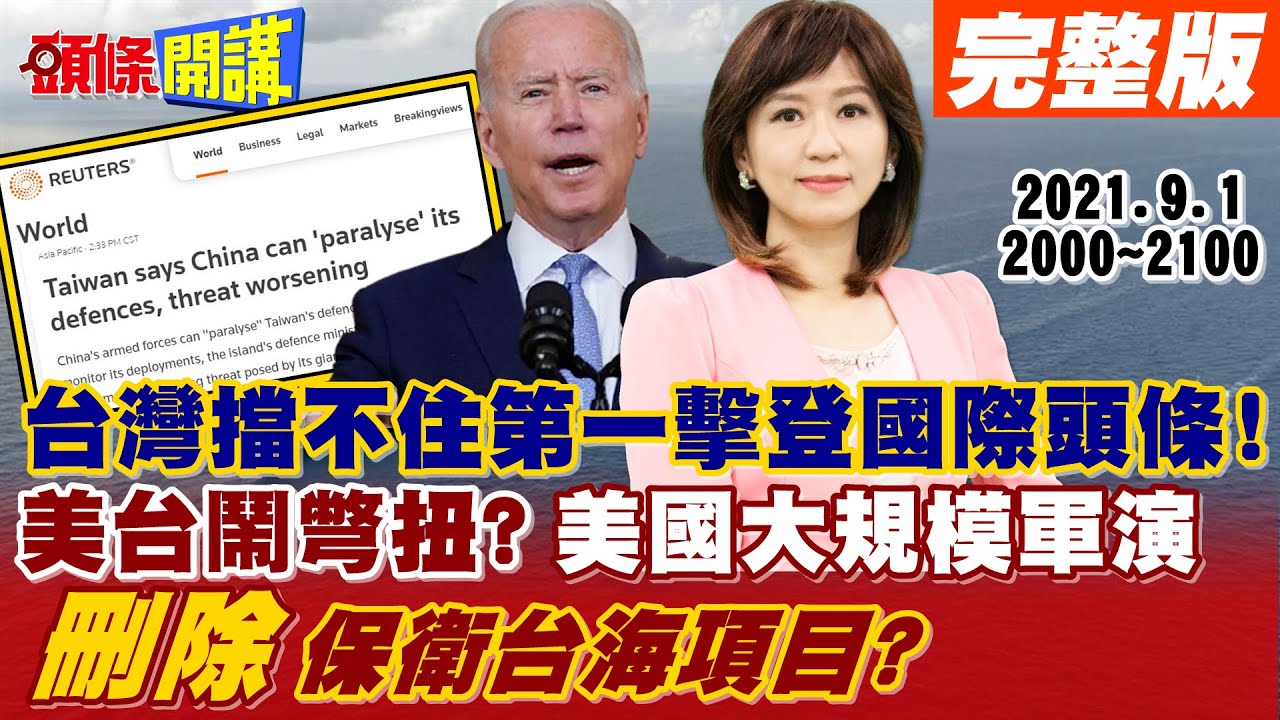 頭條開講
完整版
World Business Legal Markets Breakingviews
REUTERS®
World
Asia Pacific · 2:33 PM CST
Taiwan says China can 'paralyse' its
defences, threat worsening
China's armed forces can "paralyse" Taiwan's defenc
monitor its deployments, the island's defence minis
threat posed by its gian
2021.9.1
2000~2100
台灣擋不住第一擊登國際頭條!
美台鬧彆扭? 美國大規模軍演
刪除保衛台海項目?